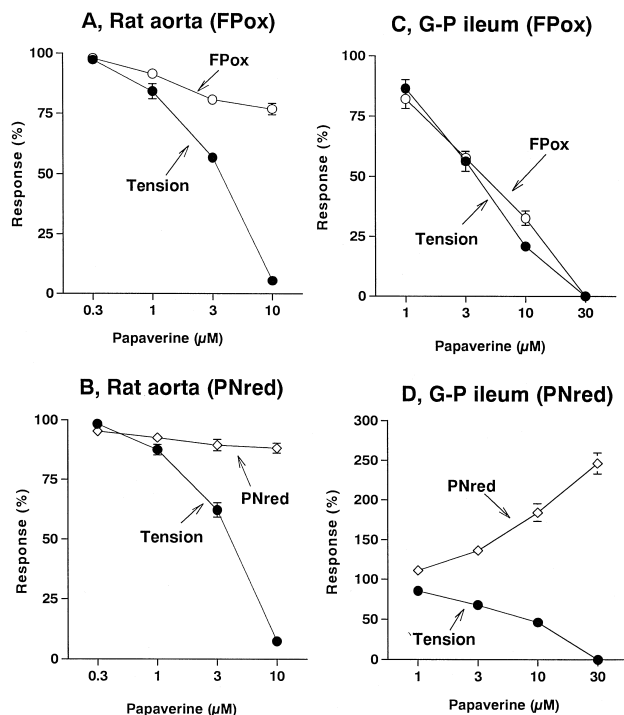 A, Rat aorta (FPox)
100
75
50
25
0
Response (%)
FPox
Tension
0.3 1 3 10
Papaverine (µM)
C, G-P ileum (FPox)
100
75
50
25
0
Response (%)
FPox
Tension
1 3 10 30
Papaverine (µM)
B, Rat aorta (PNred)
100
75
50
25
0
Response (%)
PNred
Tension
0.3 1 3 10
Papaverine (µM)
D, G-P ileum (PNred)
300
250
200
150
100
50
0
Response (%)
PNred
Tension
1 3 10 30
Papaverine (µM)